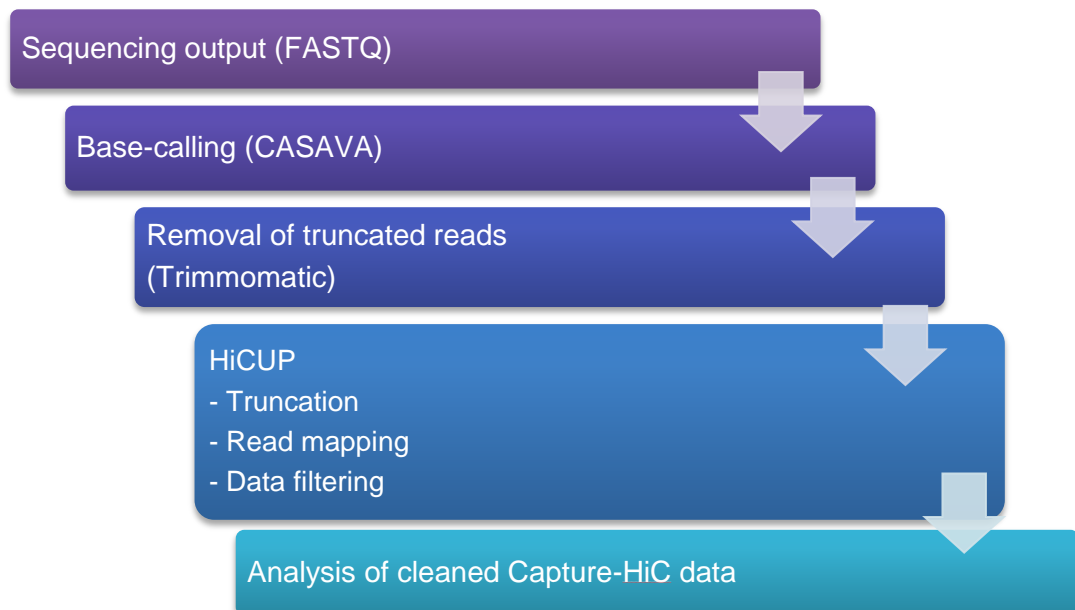 Sequencing output (FASTQ)
Base-calling (CASAVA)
Removal of truncated reads
(Trimmomatic)
HiCUP
- Truncation
- Read mapping
- Data filtering
Analysis of cleaned Capture-HiC data